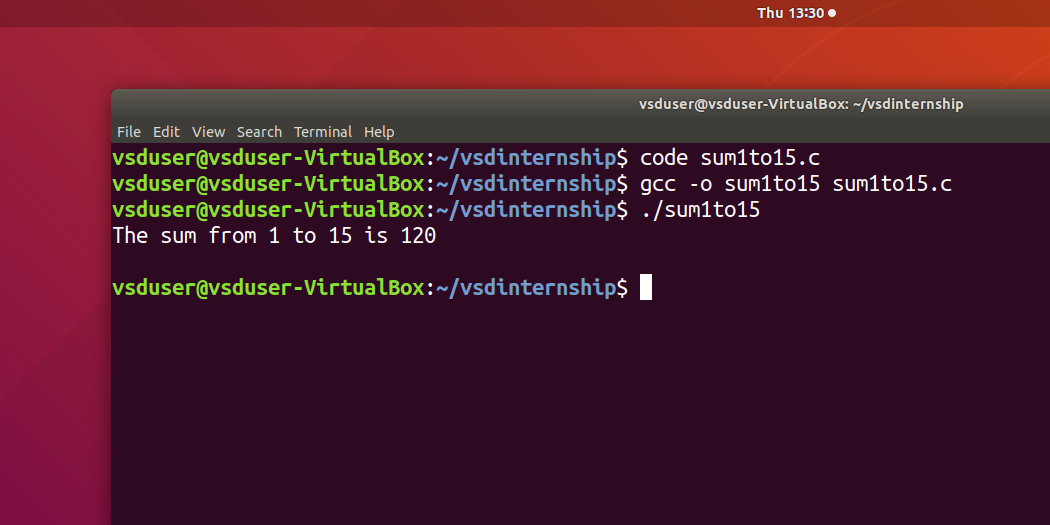 Thu 13:30
vsduser@vsduser-VirtualBox: ~/vsdinternship
File Edit View Search Terminal Help
vsduser@vsduser-VirtualBox:~/vsdinternship$ code sum1to15.c
vsduser@vsduser-VirtualBox:~/vsdinternship$ gcc -o sum1to15 sum1to15.c
vsduser@vsduser-VirtualBox:~/vsdinternship$ ./sum1to15
The sum from 1 to 15 is 120
vsduser@vsduser-VirtualBox:~/vsdinternship$